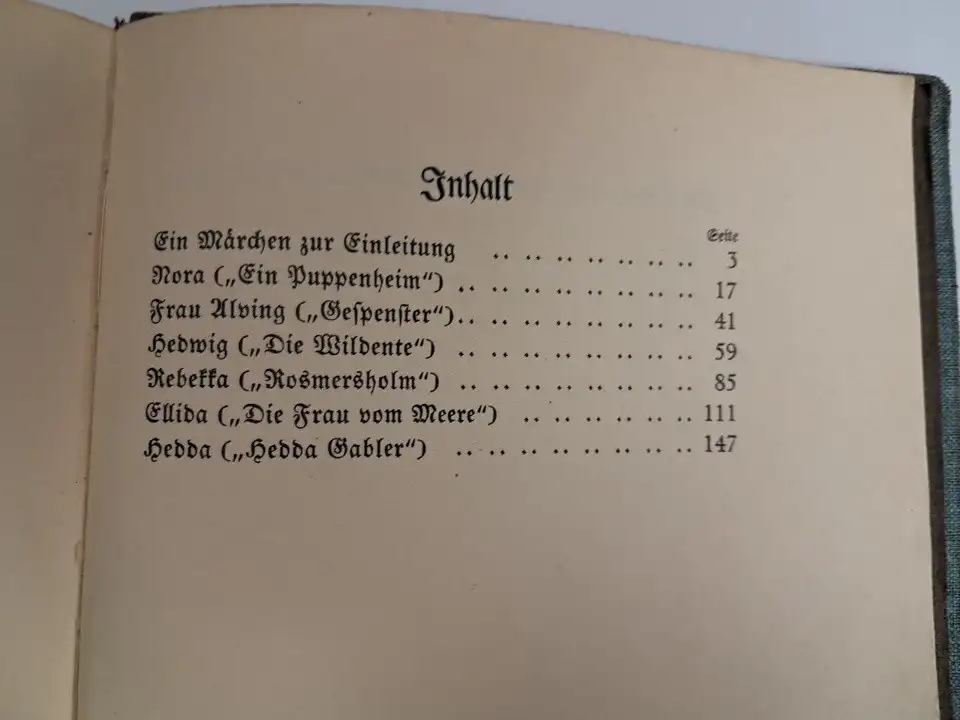 Inhalt
Seite
Ein Märchen zur Einleitung .. .. .. .. .. .. .. 3
Nora („Ein Puppenheim“) .. .. .. .. .. .. .. .. 17
Frau Alving („Gespenster“).. .. .. .. .. .. .. .. 41
Hedwig („Die Wildente“) .. .. .. .. .. .. .. .. 59
Rebekka („Rosmersholm“) .. .. .. .. .. .. .. .. 85
Ellida („Die Frau vom Meere“) .. .. .. .. .. .. 111
Hedda („Hedda Gabler“) .. .. .. .. .. .. .. .. 147